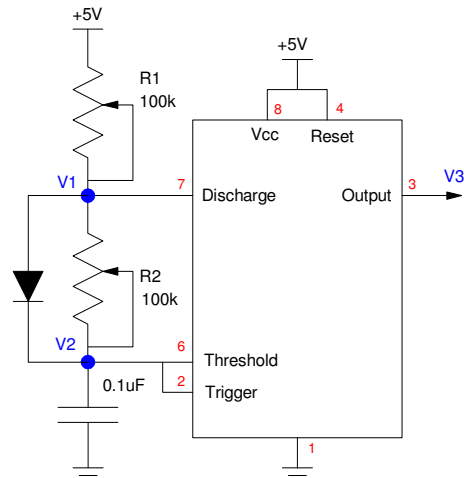 +5V
R1
100k
+5V
8
4
Vcc
Reset
V1
7
Discharge
Output
3
V3
R2
100k
V2
6
Threshold
0.1uF
2
Trigger
1